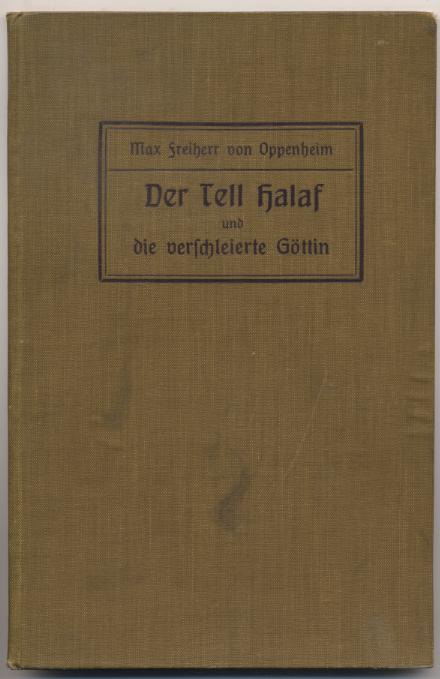 Max Freiherr von Oppenheim
Der Tell Halaf
und
die verschleierte Göttin